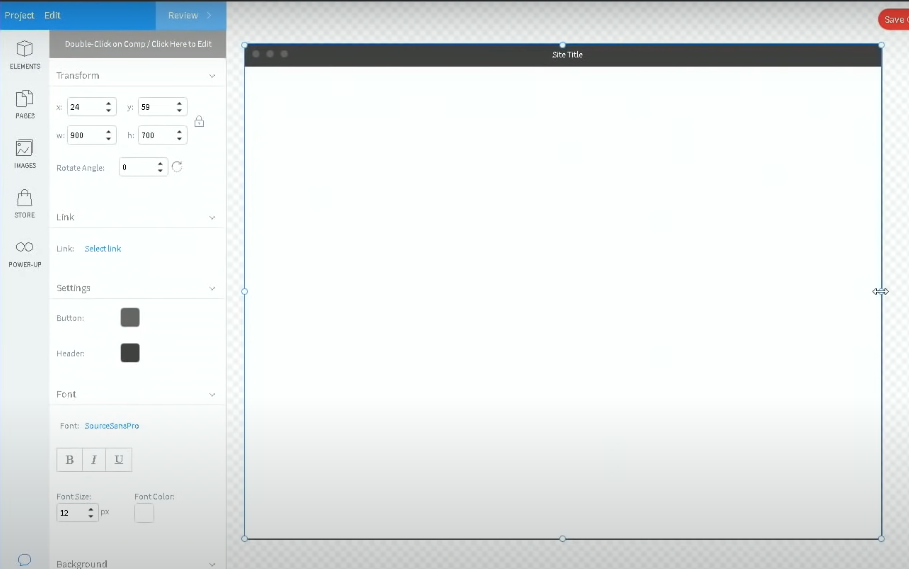 Project Edit Review >
Save
Double-Click on Comp / Click Here to Edit
Site Title
ELEMENTS
PAGES
IMAGES
STORE
POWER-UP
Transform
x: 24 y: 59
w: 900 h: 700
Rotate Angle: 0
Link
Link: Select link
Settings
Button:
Header:
Font
Font: SourceSansPro
B I U
Font Size: Font Color:
12 px
Background